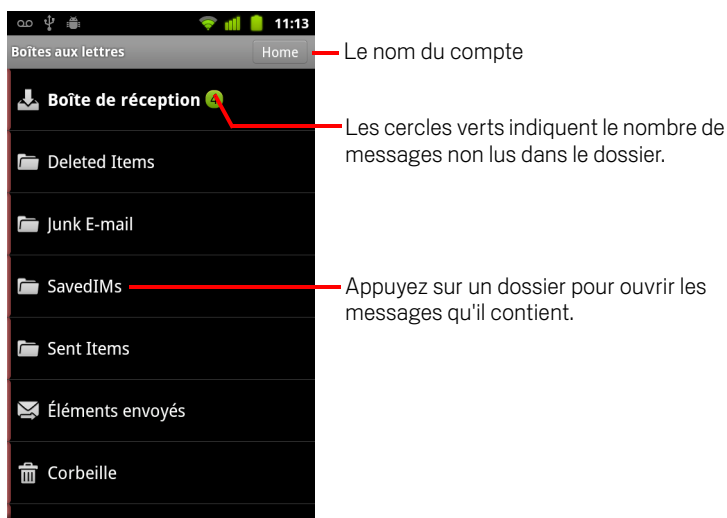 11:13
Boîtes aux lettres
Home
Le nom du compte
Boîte de réception 4
Les cercles verts indiquent le nombre de
messages non lus dans le dossier.
Deleted Items
Junk E-mail
SavedIMs
Appuyez sur un dossier pour ouvrir les
messages qu'il contient.
Sent Items
Éléments envoyés
Corbeille